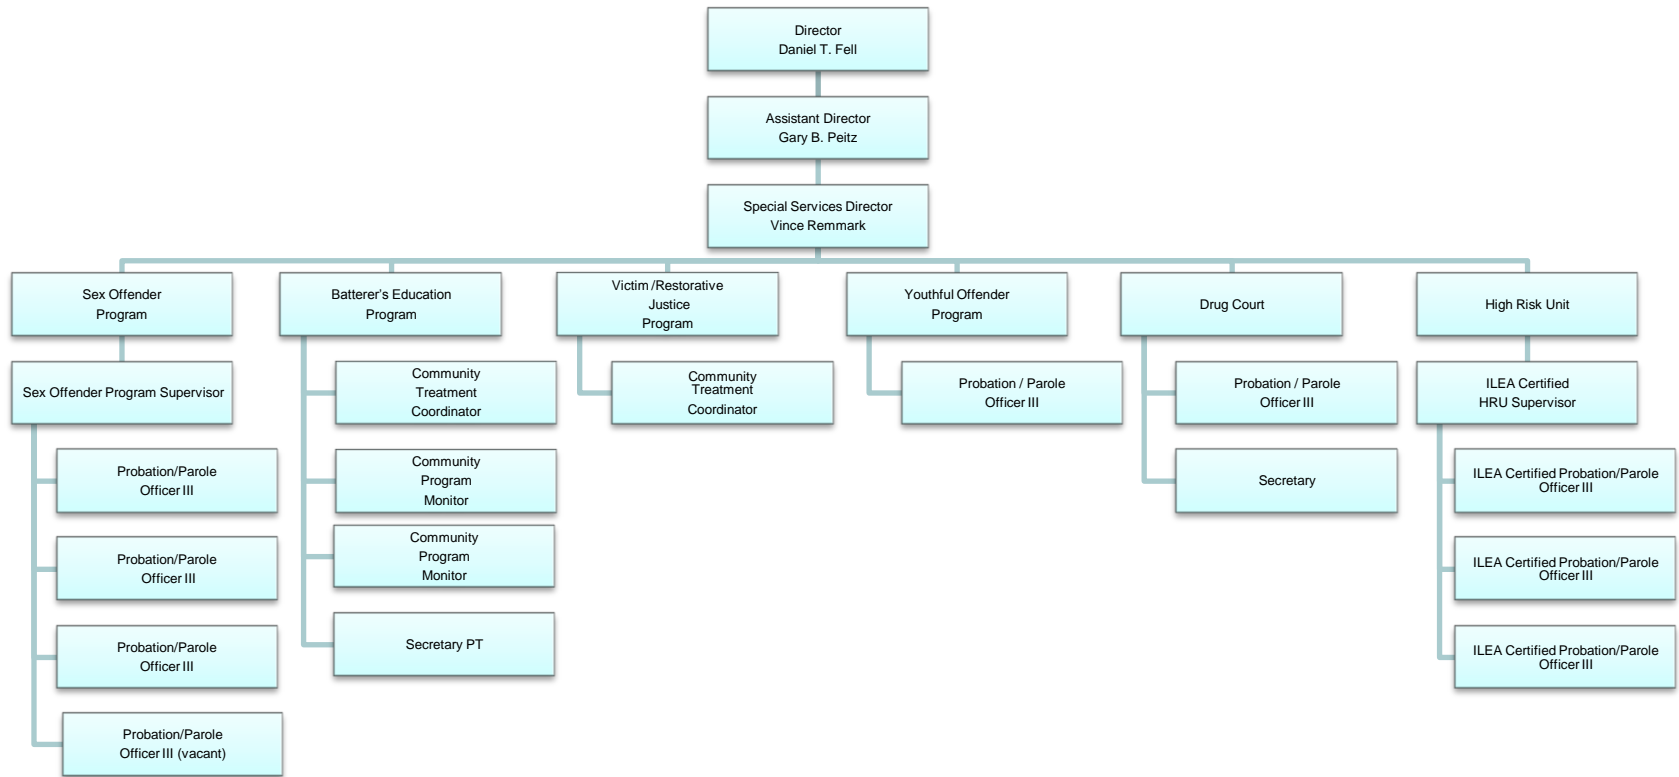 Director
Daniel T. Fell
Assistant Director
Gary B. Peitz
Special Services Director
Vince Remmark
Sex Offender
Program
Batterer's Education
Program
Victim /Restorative
Justice
Program
Youthful Offender
Program
Drug Court
High Risk Unit
Sex Offender Program Supervisor
Probation/Parole
Officer III
Probation/Parole
Officer III
Probation/Parole
Officer III
Probation/Parole
Officer III (vacant)
Community
Treatment
Coordinator
Community
Program
Monitor
Community
Program
Monitor
Secretary PT
Community
Treatment
Coordinator
Probation / Parole
Officer III
Probation / Parole
Officer III
Secretary
ILEA Certified
HRU Supervisor
ILEA Certified Probation/Parole
Officer III
ILEA Certified Probation/Parole
Officer III
ILEA Certified Probation/Parole
Officer III